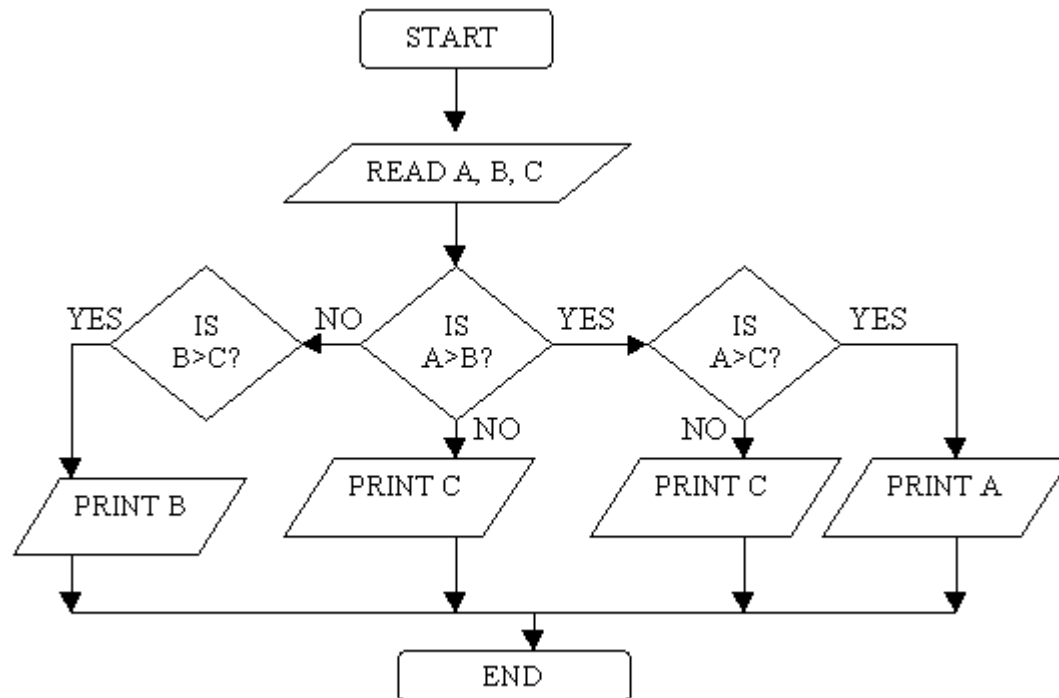 START
READ A, B, C
YES
IS
B>C?
NO
IS
A>B?
YES
IS
A>C?
YES
NO
NO
PRINT B
PRINT C
PRINT C
PRINT A
END